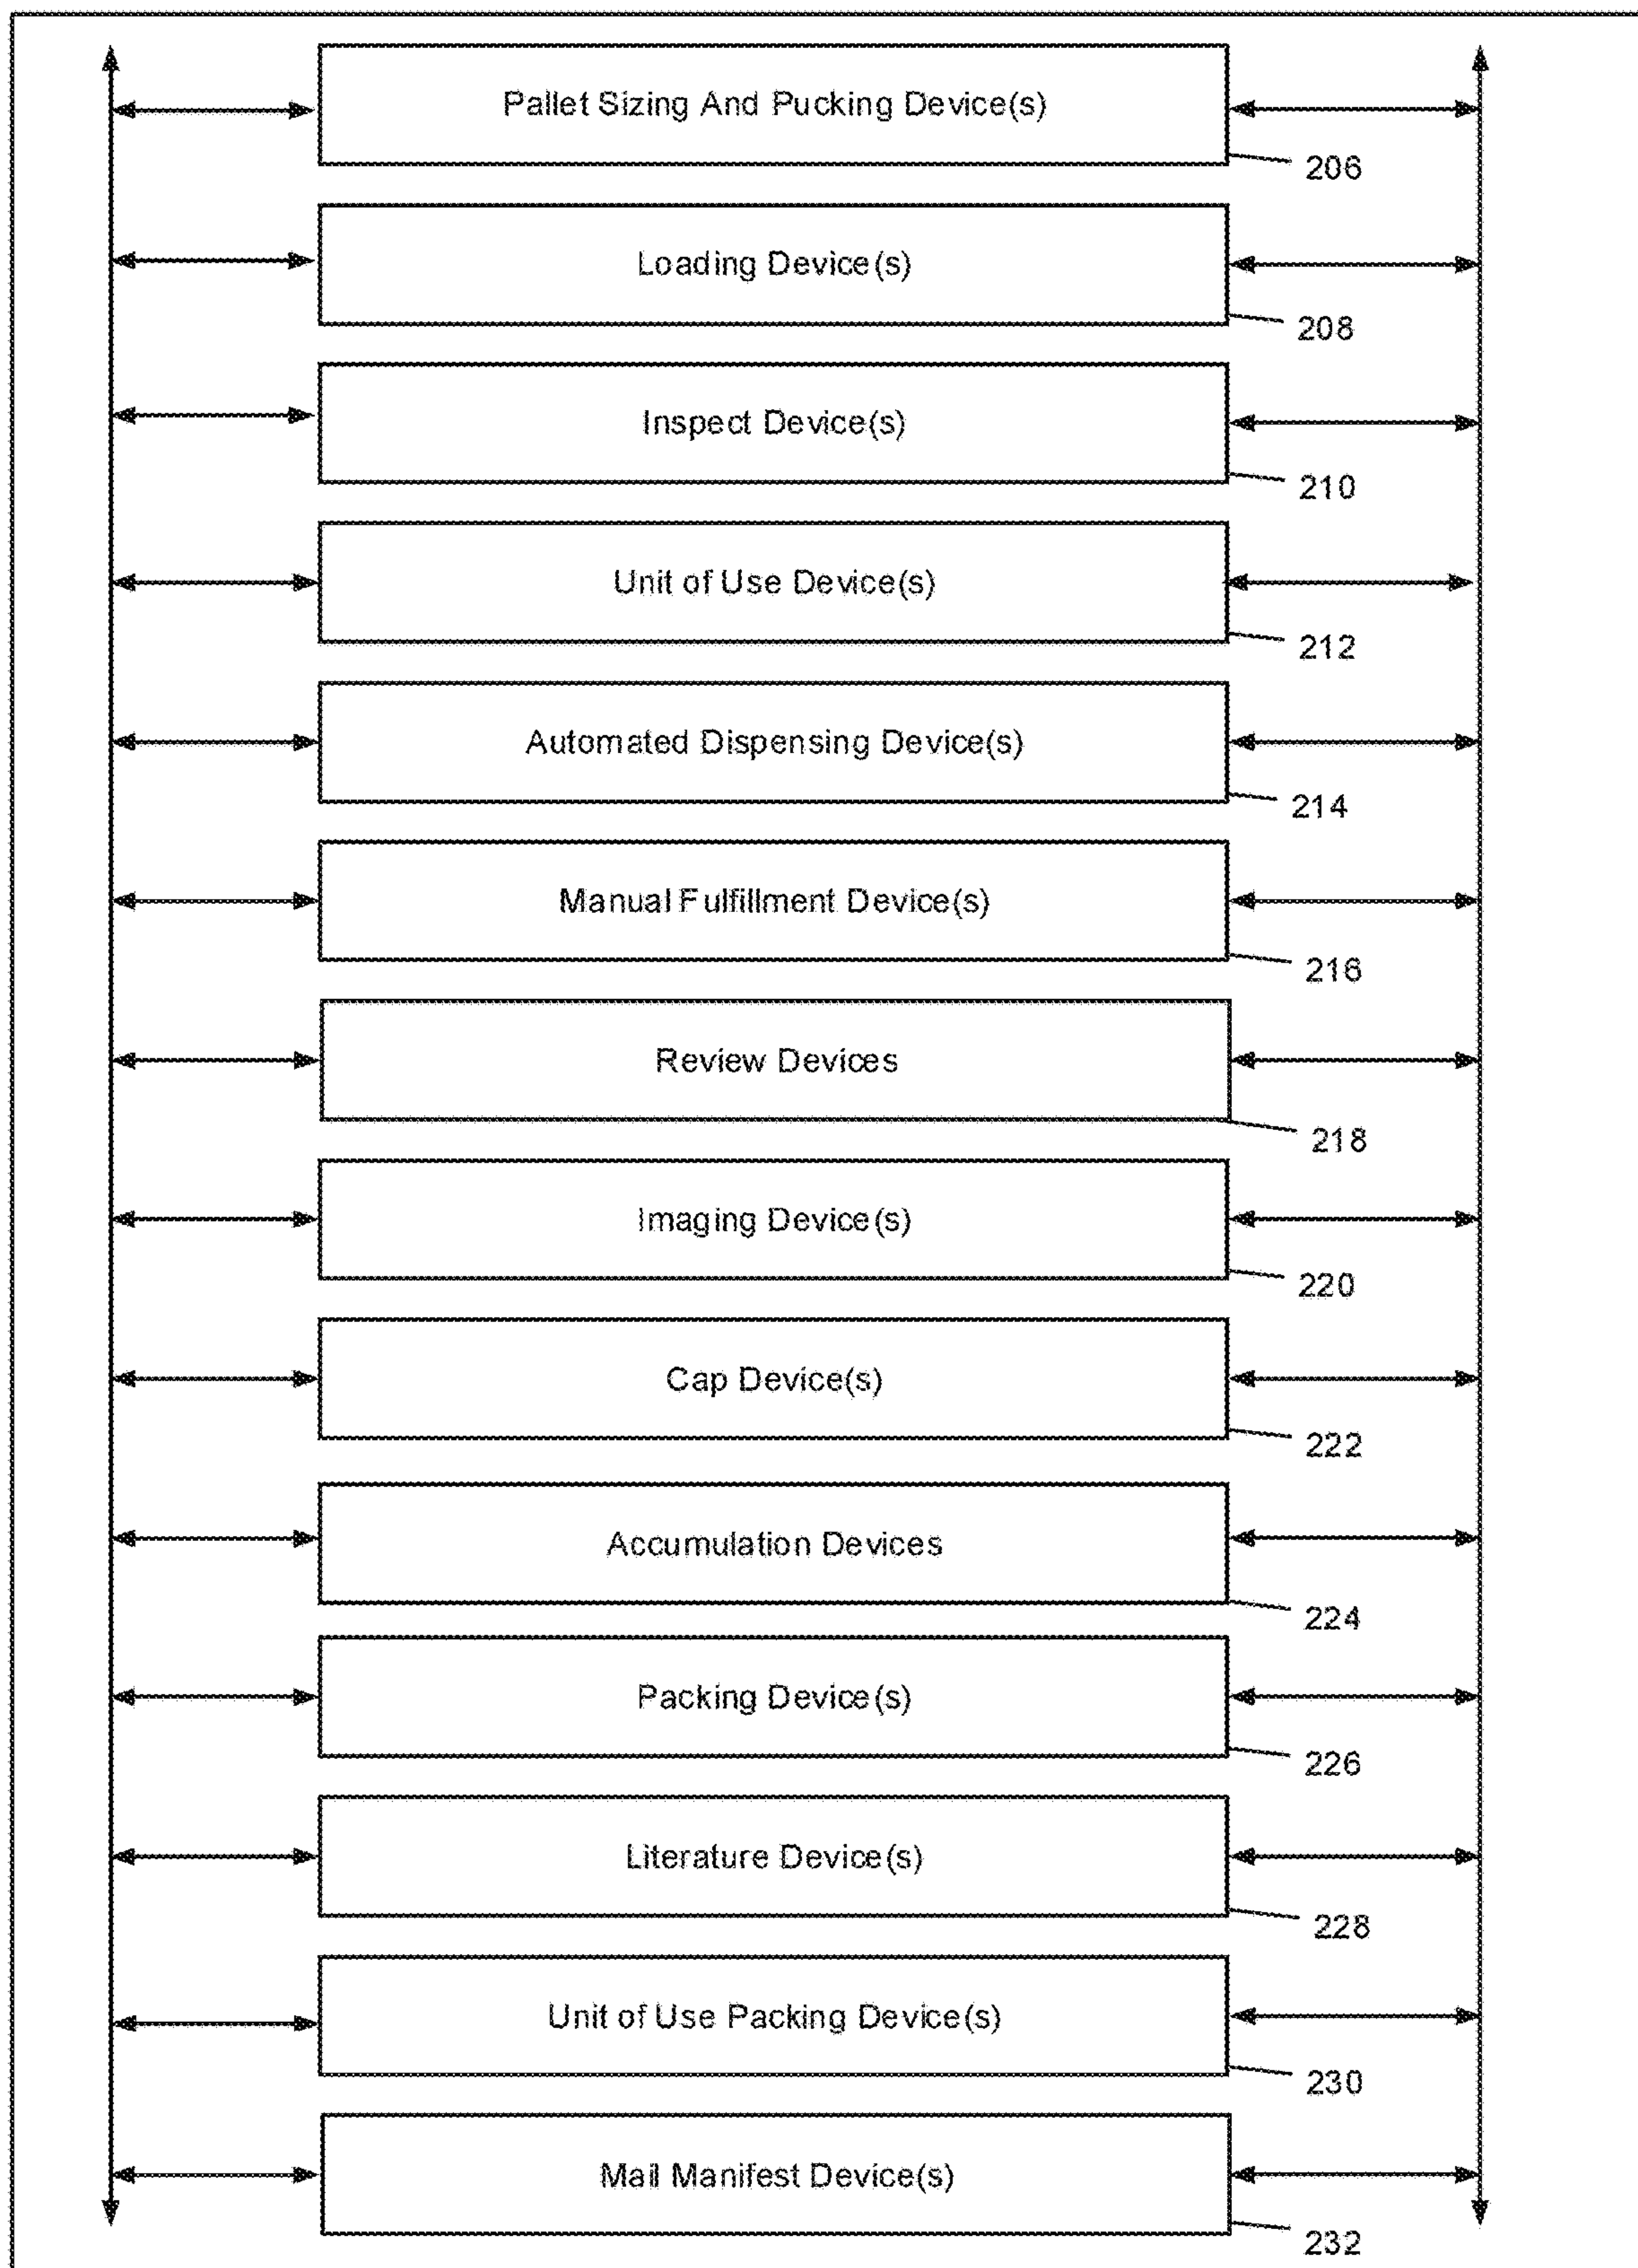 Pallet Sizing And Pucking Device(s)
206
Loading Device(s)
208
Inspect Device(s)
210
Unit of Use Device(s)
212
Automated Dispensing Device(s)
214
Manual Fulfillment Device(s)
216
Review Devices
218
Imaging Device(s)
220
Cap Device(s)
222
Accumulation Devices
224
Packing Device(s)
226
Literature Device(s)
228
Unit of Use Packing Device(s)
230
Mail Manifest Device(s)
232